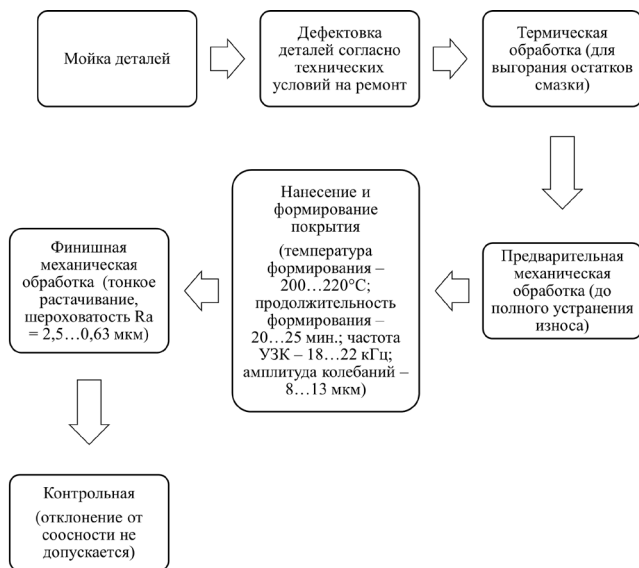 Мойка деталей
Дефектовка
деталей согласно
технических
условий на ремонт
Термическая
обработка (для
выгорания остатков
смазки)
Предварительная
механическая
обработка (до
полного устранения
износа)
Нанесение и
формирование
покрытия
(температура
формирования –
200…220°С;
продолжительность
формирования –
20…25 мин.; частота
УЗК – 18…22 кГц;
амплитуда колебаний –
8…13 мкм)
Финишная
механическая
обработка (тонкое
растачивание,
шероховатость Ra
= 2,5…0,63 мкм)
Контрольная
(отклонение от
соосности не
допускается)